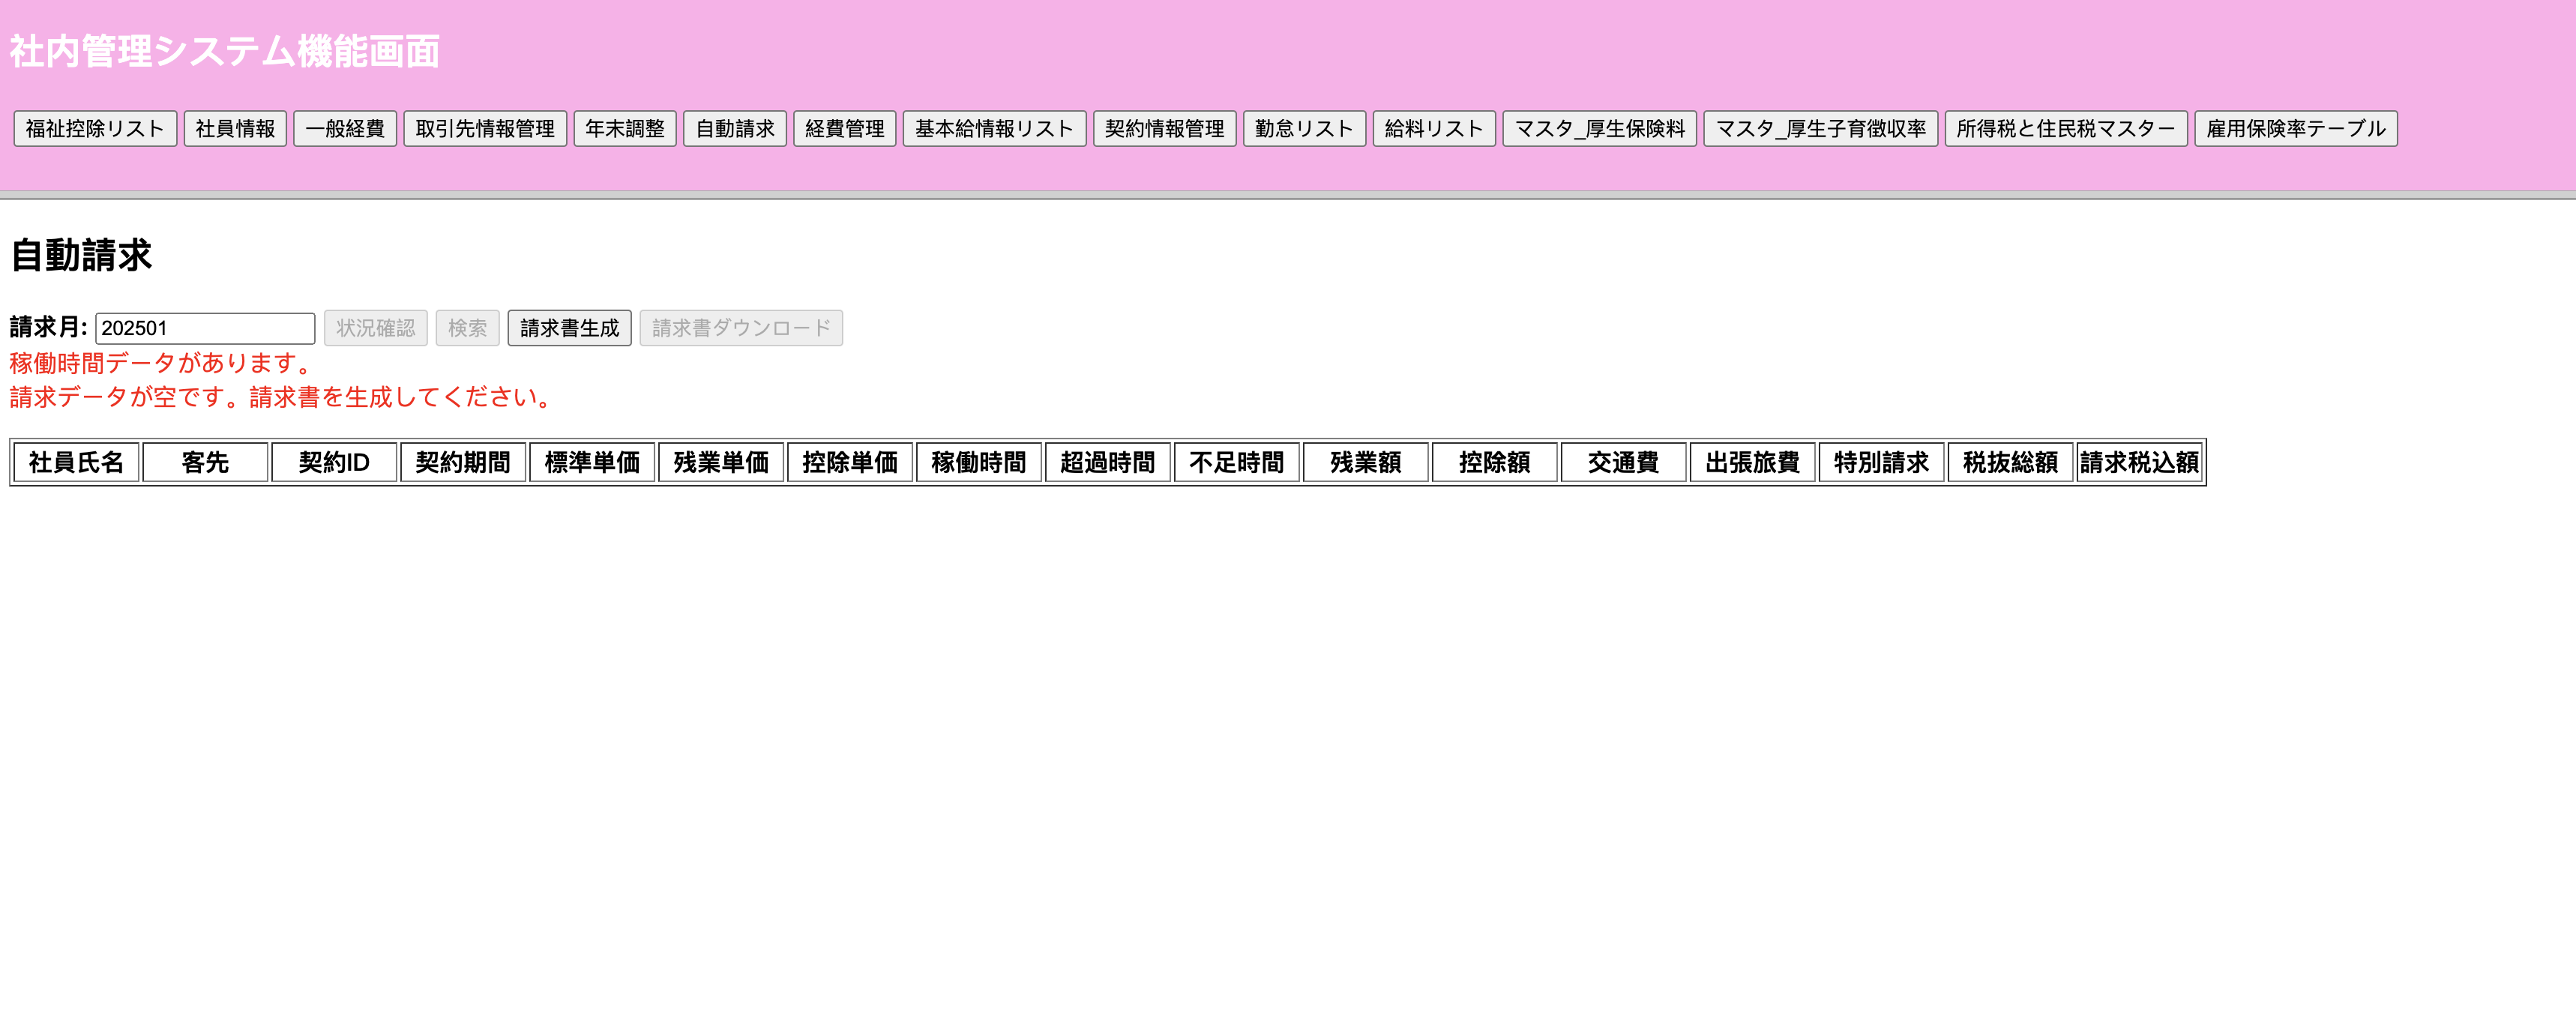 社内管理システム機能画面
福祉控除リスト 社員情報 一般経費 取引先情報管理 年末調整 自動請求 経費管理 基本給情報リスト 契約情報管理 勤怠リスト 給料リスト マスタ_厚生保険料 マスタ_厚生子育徴収率 所得税と住民税マスター 雇用保険率テーブル
自動請求
請求月: 202501 状況確認 検索 請求書生成 請求書ダウンロード
稼働時間データがあります。
請求データが空です。請求書を生成してください。
社員氏名 客先 契約ID 契約期間 標準単価 残業単価 控除単価 稼働時間 超過時間 不足時間 残業額 控除額 交通費 出張旅費 特別請求 税抜総額 請求税込額